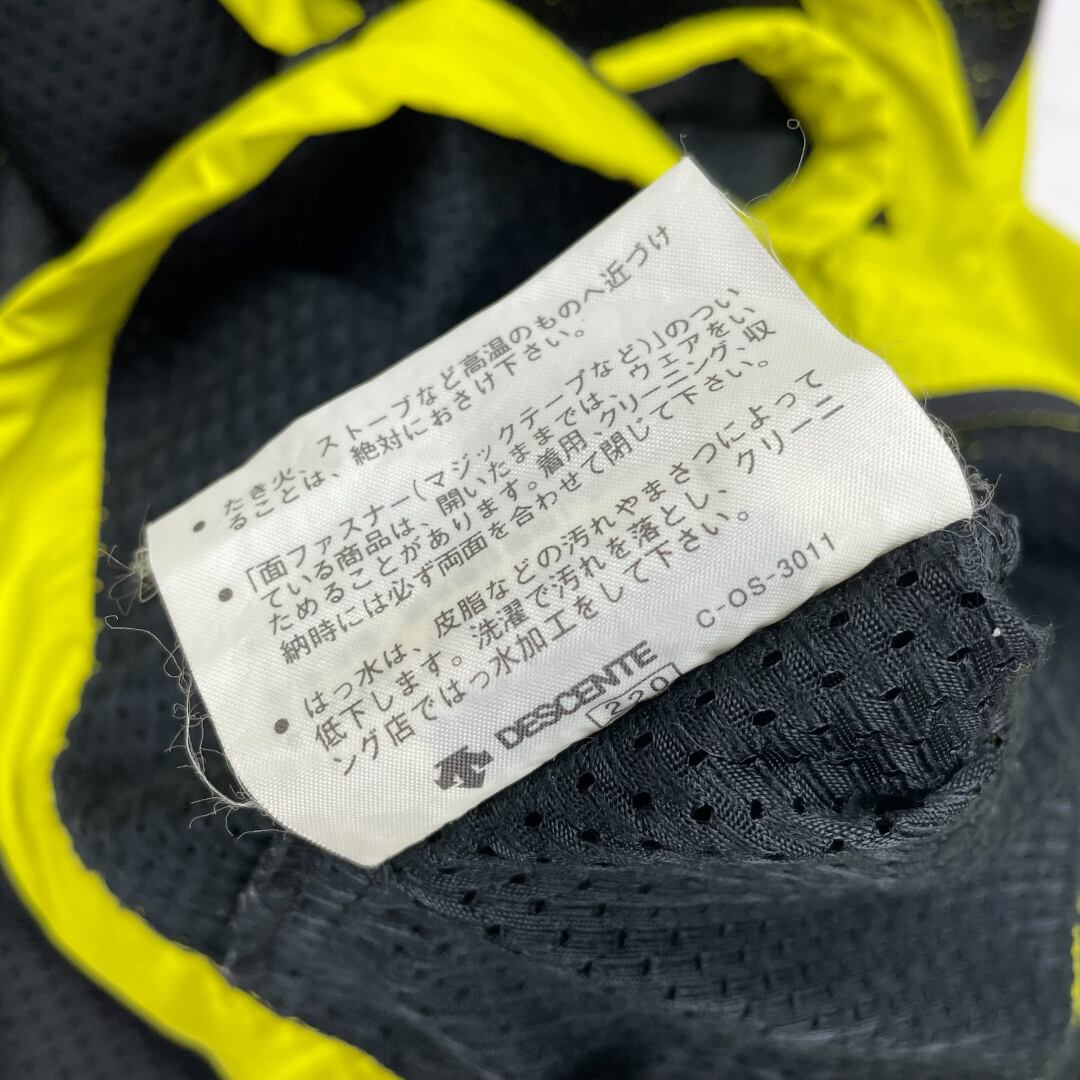 • たき火、ストーブなど高温のものへ近づけ
ることは、絶対におさけ下さい。
• 「面ファスナー(マジックテープなど)」のつい
ている商品は、開いたままでは、ウェアをい
ためることがあります。着用、クリーニング、収
納時には必ず両面を合わせて閉じて下さい。
• はっ水は、皮脂などの汚れやまさつによって
低下します。洗濯で汚れを落とし、クリーニ
ング店ではっ水加工をして下さい。
DESCENTE C-OS-3011
220